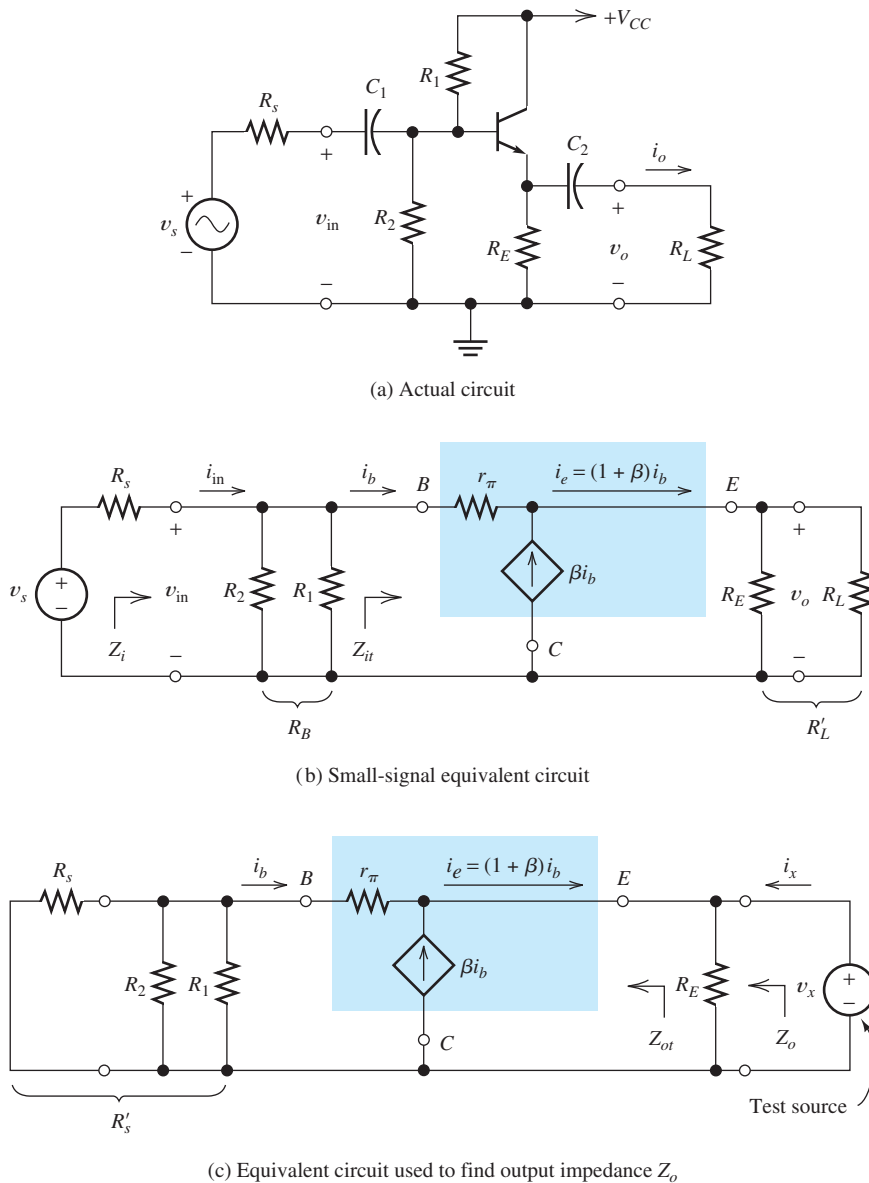 +V_CC
R_1
C_1
R_s
C_2
i_o
+
+
v_s
−
v_in
R_2
R_E
+
v_o
R_L
−
−
(a) Actual circuit
R_s
i_in
i_b
B
r_π
i_e = (1 + β) i_b
E
+
+
v_s
+
−
v_in
R_2
R_1
βi_b
R_E
v_o
R_L
Z_i
Z_it
C
−
−
R_B
R′_L
(b) Small-signal equivalent circuit
R_s
i_b
B
r_π
i_e = (1 + β) i_b
E
i_x
R_2
R_1
βi_b
R_E
v_x
+
−
C
Z_ot
Z_o
R′_s
Test source
(c) Equivalent circuit used to find output impedance Z_o